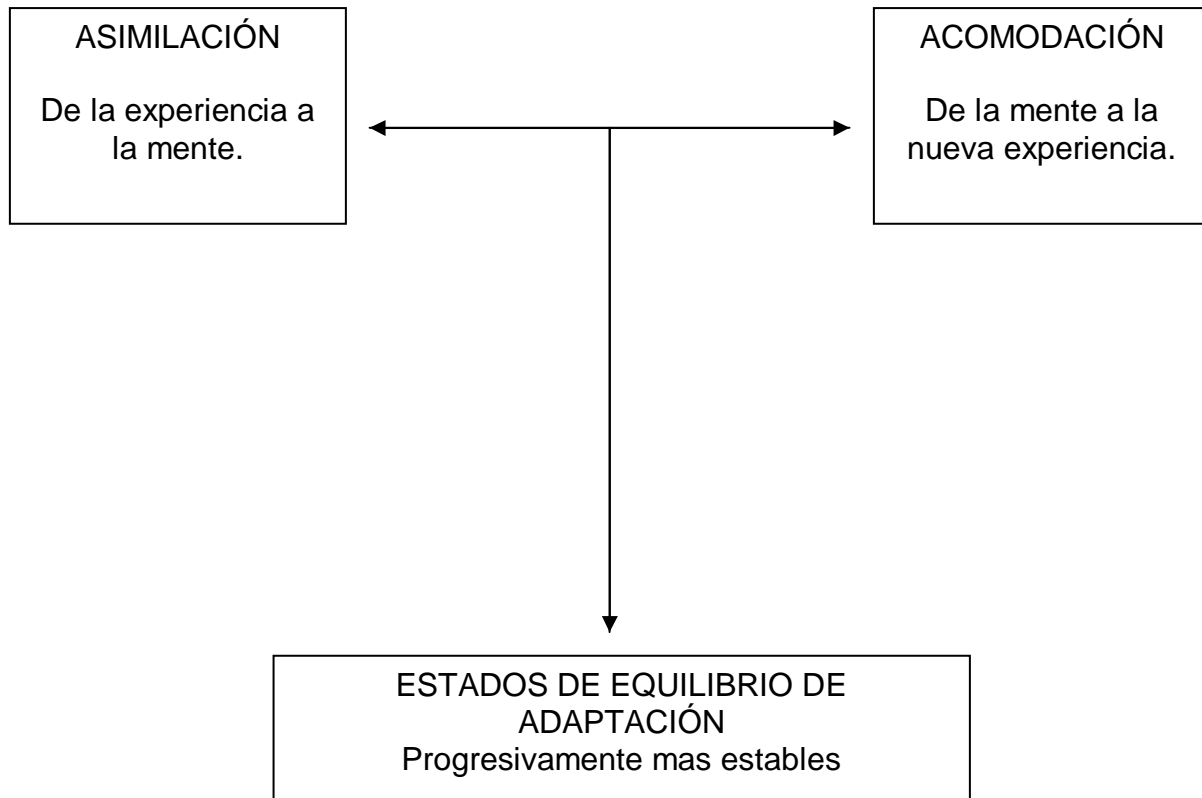 ASIMILACIÓN
De la experiencia a
la mente.
ACOMODACIÓN
De la mente a la
nueva experiencia.
ESTADOS DE EQUILIBRIO DE
ADAPTACIÓN
Progresivamente mas estables